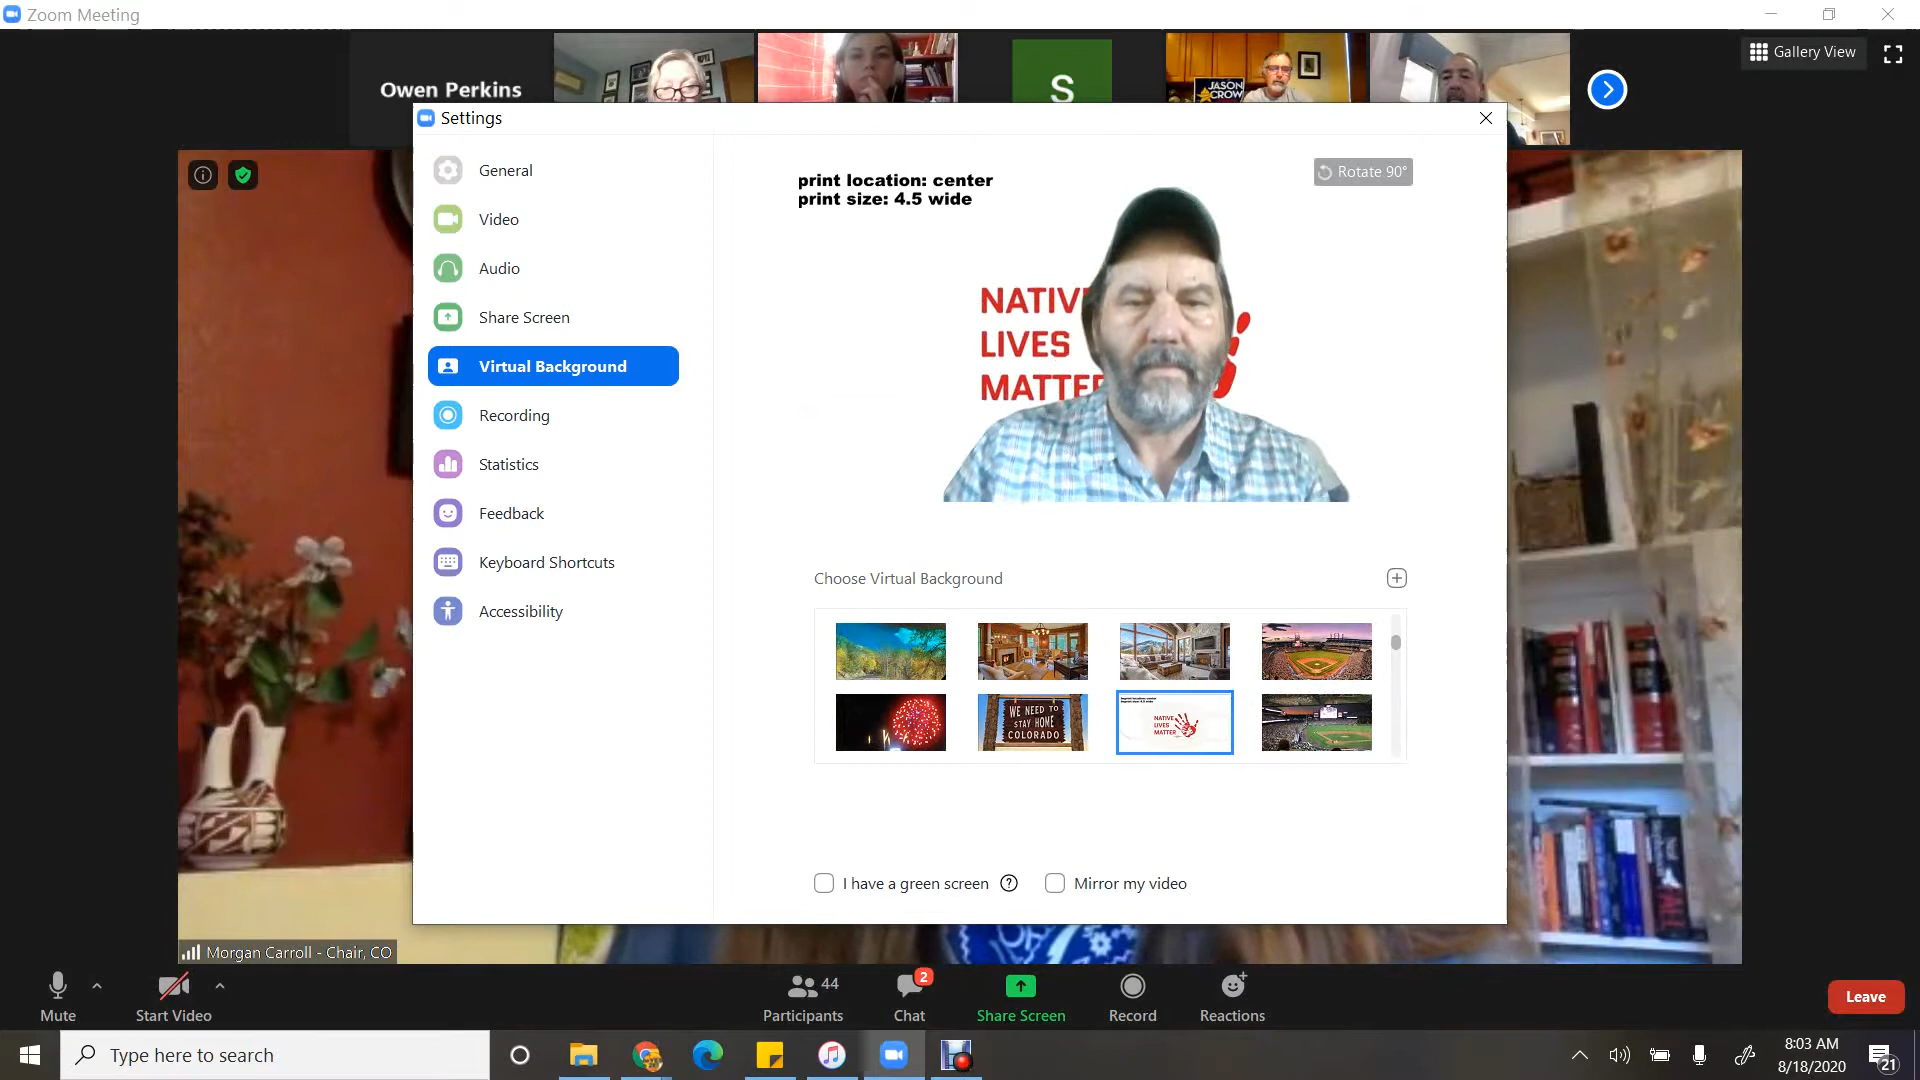 Zoom Meeting
Gallery View
Owen Perkins
S
JASON
CROW
Settings
General
Video
Audio
Share Screen
Virtual Background
Recording
Statistics
Feedback
Keyboard Shortcuts
Accessibility
print location: center
print size: 4.5 wide
Rotate 90°
NATIV
LIVES
MATTER
Choose Virtual Background
WE NEED TO
STAY HOME
COLORADO
NATIVE
LIVES
MATTER
I have a green screen
Mirror my video
Morgan Carroll - Chair, CO
Mute
Start Video
44
Participants
2
Chat
Share Screen
Record
Reactions
Leave
Type here to search
8:03 AM
8/18/2020
21